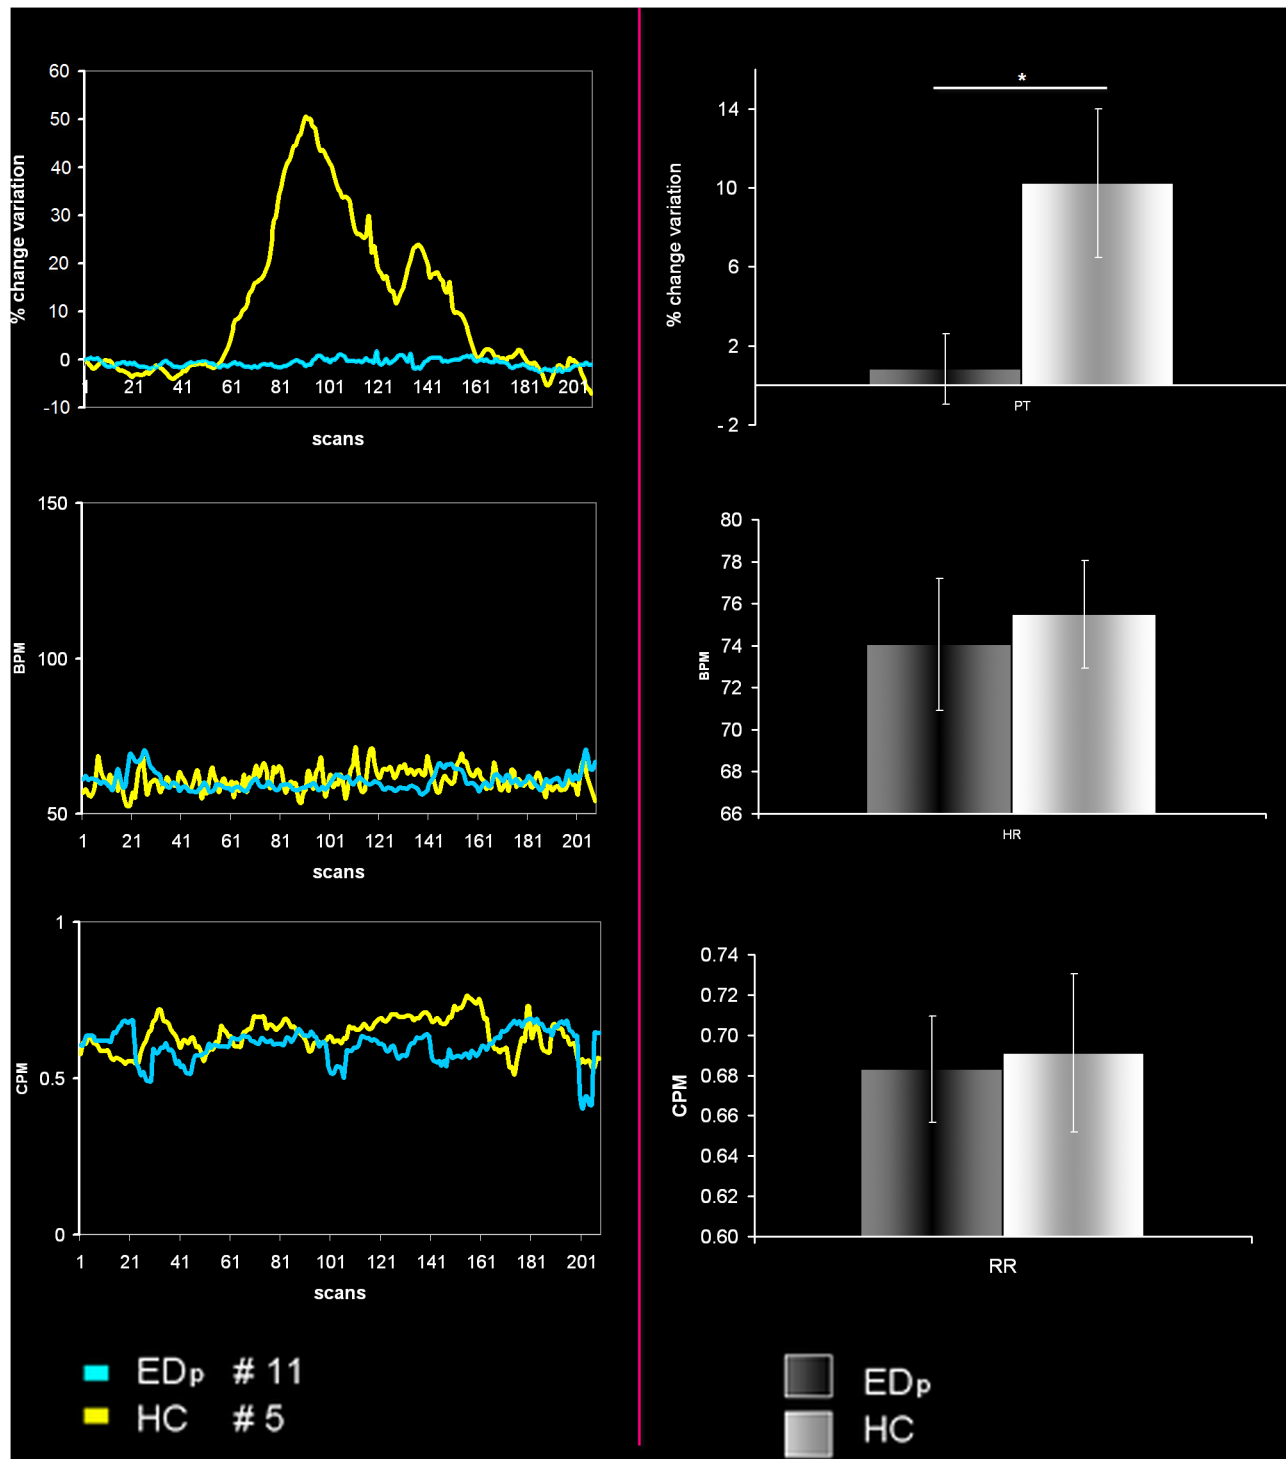 60
50
40
30
20
10
0
-10
% change variation
1 21 41 61 81 101 121 141 161 181 201
scans
150
100
50
BPM
1 21 41 61 81 101 121 141 161 181 201
scans
1
0.5
0
CPM
1 21 41 61 81 101 121 141 161 181 201
scans
EDp # 11
HC # 5
*
14
10
6
2
- 2
% change variation
PT
80
78
76
74
72
70
68
66
BPM
HR
0.74
0.72
0.70
0.68
0.66
0.64
0.62
0.60
CPM
RR
EDp
HC